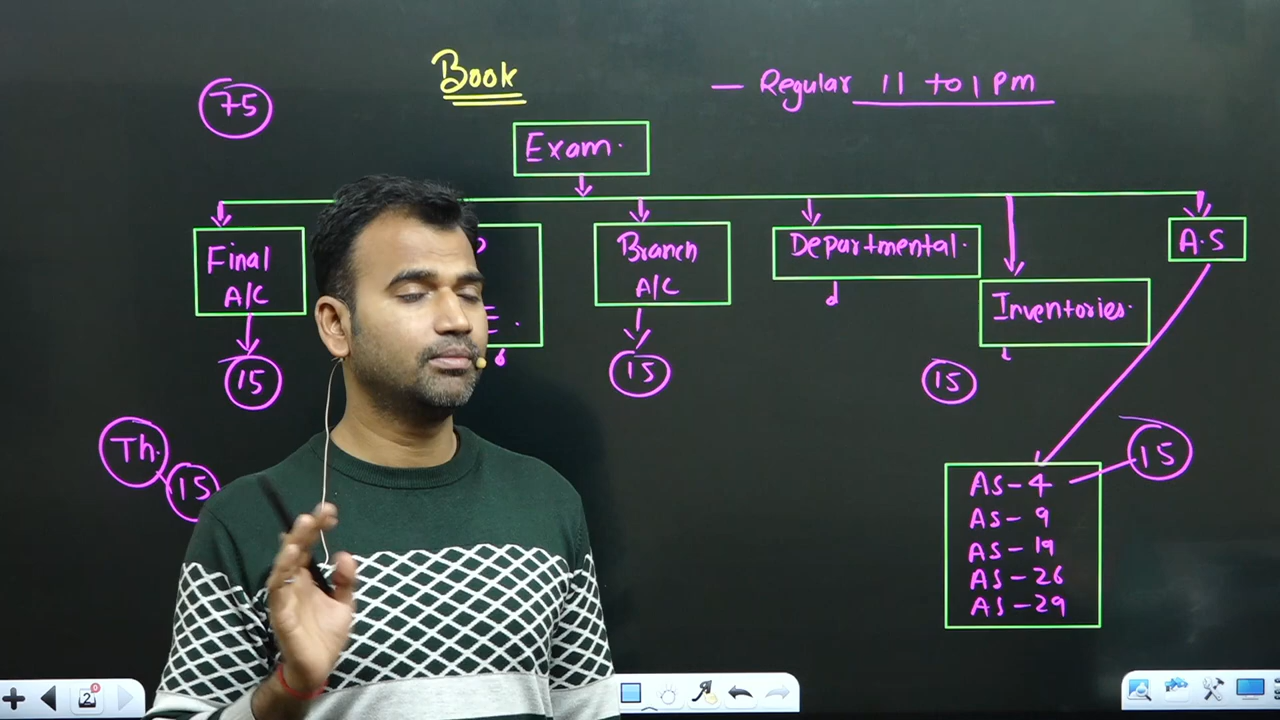 75
Book
— Regular 11 to 1 pm
Exam.
Final
A/C
15
Branch
A/C
15
Departmental.
Inventories.
15
A.S
Th.
15
AS - 4
AS - 9
AS - 19
AS - 26
AS - 29
15
2